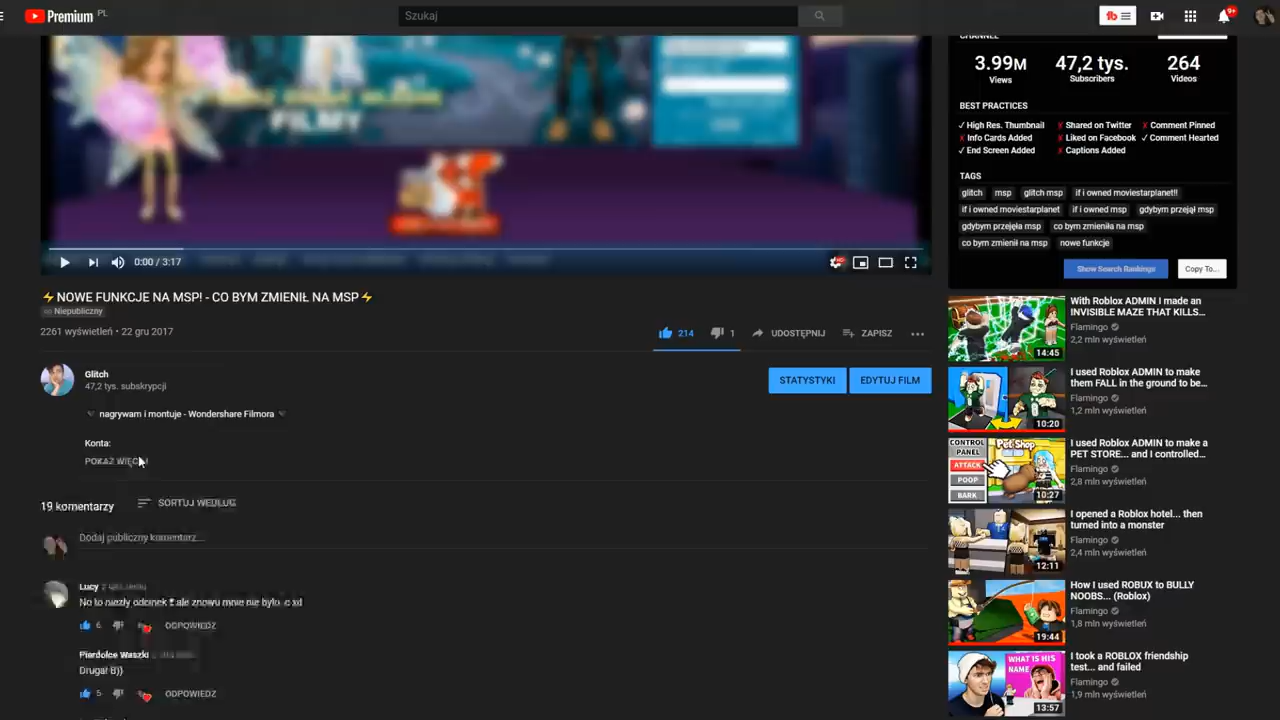 Premium PL
Szukaj
9+
FILMY
0:00 / 3:17
⚡NOWE FUNKCJE NA MSP! - CO BYM ZMIENIŁ NA MSP⚡
Niepubliczny
2261 wyświetleń • 22 gru 2017
214
1
UDOSTĘPNIJ
ZAPISZ
Glitch
47,2 tys. subskrypcji
STATYSTYKI
EDYTUJ FILM
nagrywam i montuje - Wondershare Filmora
Konta:
POKAŻ WIĘCEJ
19 komentarzy
SORTUJ WEDŁUG
Dodaj publiczny komentarz...
Lucy
No to niezły odcinek
ale znowu mnie nie było
6
ODPOWIEDZ
Drugar B))
5
ODPOWIEDZ
CHANNEL
3.99M
47,2 tys.
264
Views
Subscribers
Videos
BEST PRACTICES
✓ High Res. Thumbnail
✗ Shared on Twitter
✗ Comment Pinned
✗ Info Cards Added
✗ Liked on Facebook
✓ Comment Hearted
✓ End Screen Added
✗ Captions Added
TAGS
glitch
msp
glitch msp
if i owned moviestarplanet!!
if i owned moviestarplanet
if i owned msp
gdybym przejął msp
gdybym przejęła msp
co bym zmieniła na msp
co bym zmienił na msp
nowe funkcje
Show Search Rankings
Copy To...
With Roblox ADMIN I made an
INVISIBLE MAZE THAT KILLS...
Flamingo
2,2 mln wyświetleń
14:45
I used Roblox ADMIN to make
them FALL in the ground to be...
Flamingo
1,2 mln wyświetleń
10:20
CONTROL
PANEL
ATTACK
POOP
BARK
Pet Shop
10:27
I used Roblox ADMIN to make a
PET STORE... and I controlled...
Flamingo
2,8 mln wyświetleń
I opened a Roblox hotel... then
turned into a monster
Flamingo
2,4 mln wyświetleń
12:11
How I used ROBUX to BULLY
NOOBS... (Roblox)
Flamingo
1,8 mln wyświetleń
19:44
WHAT IS HIS
NAME
13:57
I took a ROBLOX friendship
test... and failed
Flamingo
1,9 mln wyświetleń